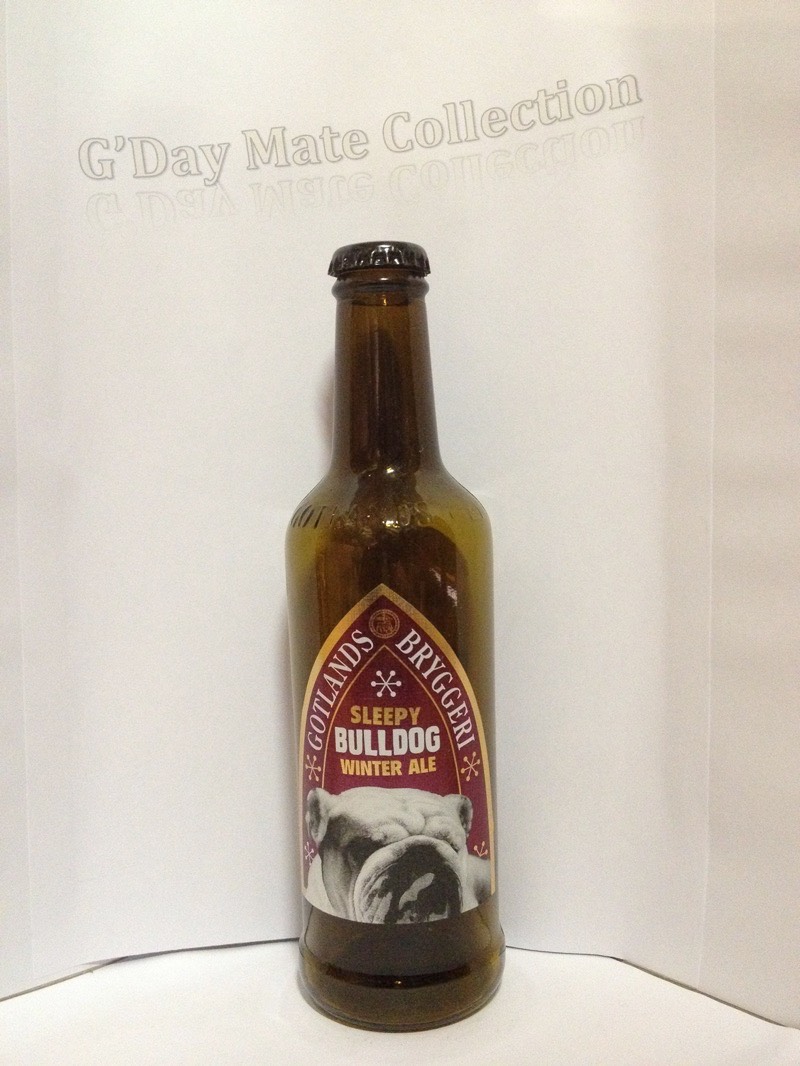 G'Day Mate Collection
GOTLANDS BRYGGERI
SLEEPY
BULLDOG
WINTER ALE